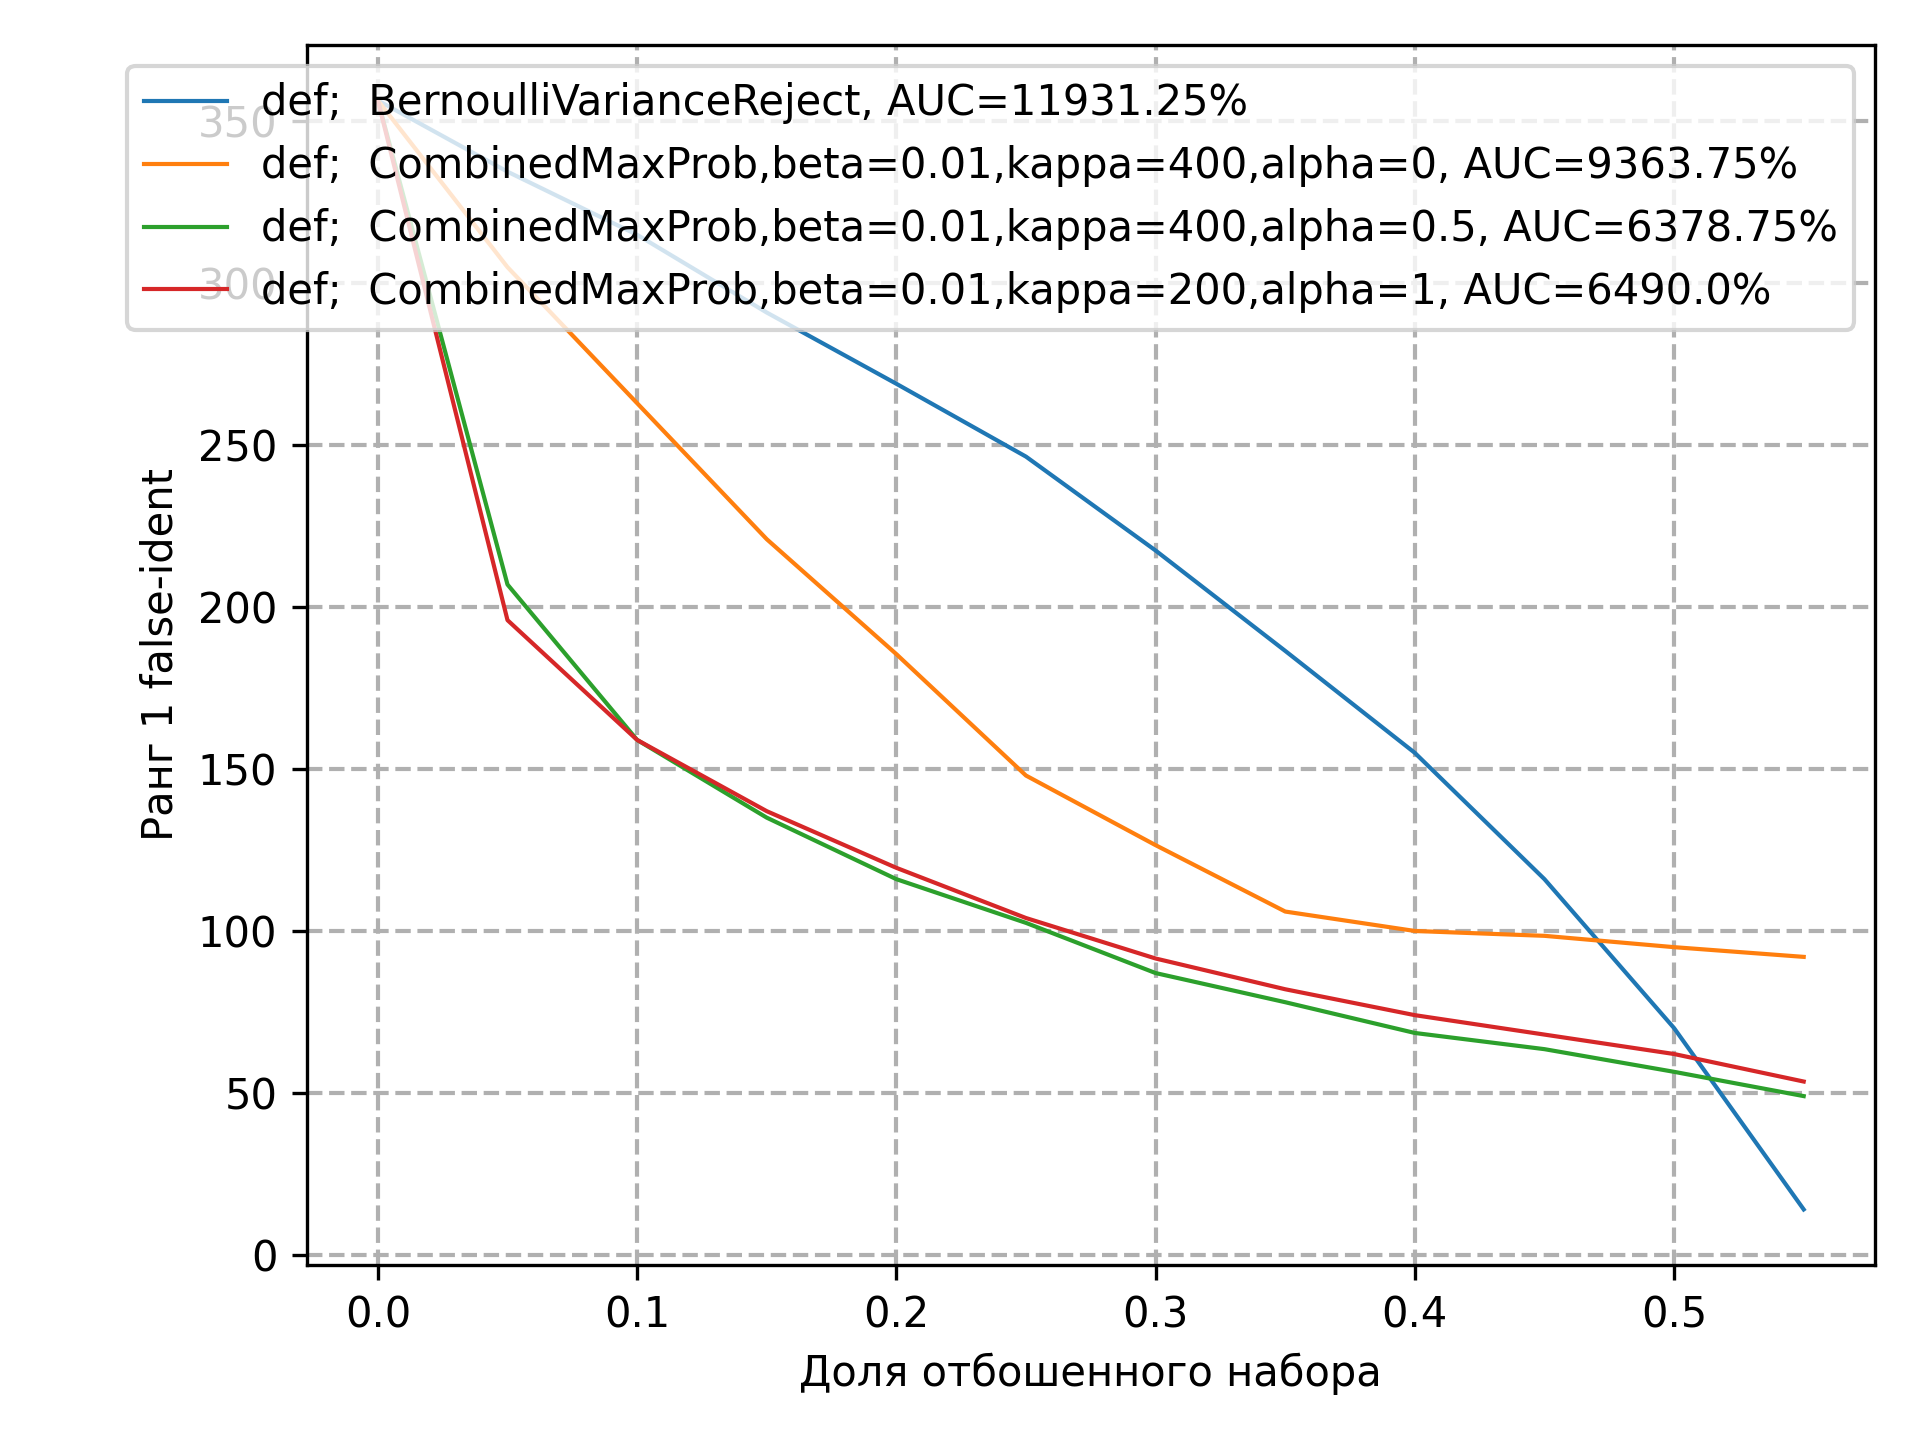 def;  BernoulliVarianceReject, AUC=11931.25%
def;  CombinedMaxProb,beta=0.01,kappa=400,alpha=0, AUC=9363.75%
def;  CombinedMaxProb,beta=0.01,kappa=400,alpha=0.5, AUC=6378.75%
def;  CombinedMaxProb,beta=0.01,kappa=200,alpha=1, AUC=6490.0%
350
300
250
200
150
100
50
0
Ранг 1 false-ident
0.0 0.1 0.2 0.3 0.4 0.5
Доля отбошенного набора